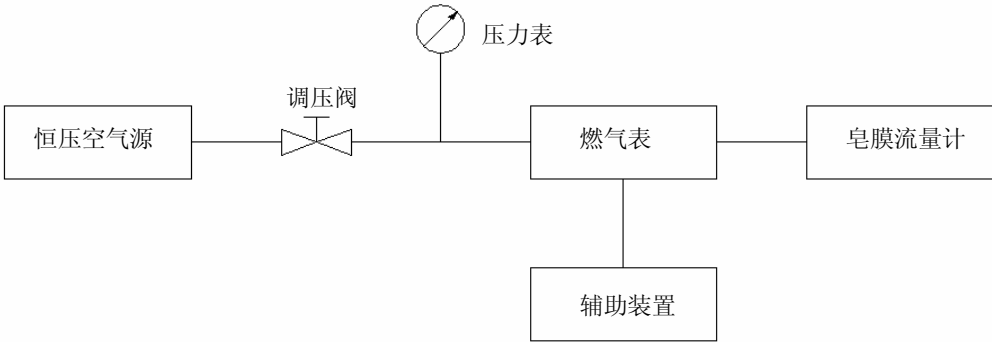 压力表
调压阀
恒压空气源
燃气表
皂膜流量计
辅助装置